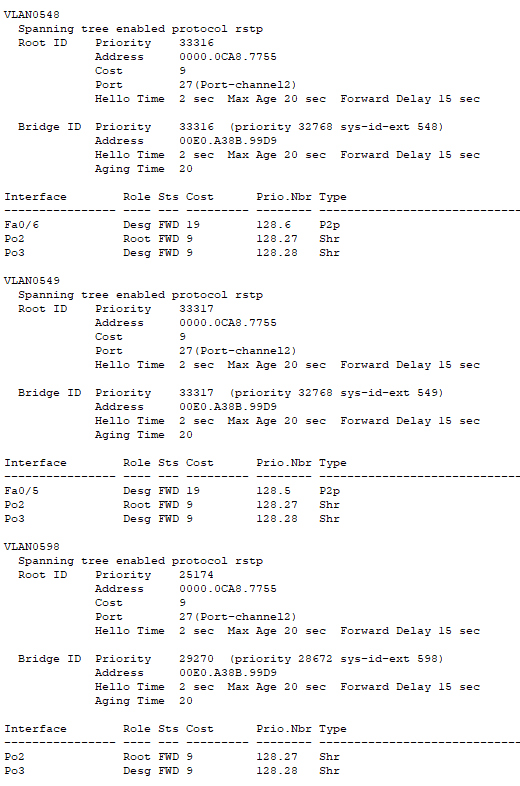 VLAN0548
  Spanning tree enabled protocol rstp
  Root ID    Priority    33316
             Address     0000.0CA8.7755
             Cost        9
             Port        27(Port-channel2)
             Hello Time  2 sec  Max Age 20 sec  Forward Delay 15 sec

  Bridge ID  Priority    33316  (priority 32768 sys-id-ext 548)
             Address     00E0.A38B.99D9
             Hello Time  2 sec  Max Age 20 sec  Forward Delay 15 sec
             Aging Time  20

Interface        Role Sts Cost      Prio.Nbr Type
---------------- ---- --- --------- -------- --------------------------------
Fa0/6            Desg FWD 19        128.6    P2p
Po2              Root FWD 9         128.27   Shr
Po3              Desg FWD 9         128.28   Shr

VLAN0549
  Spanning tree enabled protocol rstp
  Root ID    Priority    33317
             Address     0000.0CA8.7755
             Cost        9
             Port        27(Port-channel2)
             Hello Time  2 sec  Max Age 20 sec  Forward Delay 15 sec

  Bridge ID  Priority    33317  (priority 32768 sys-id-ext 549)
             Address     00E0.A38B.99D9
             Hello Time  2 sec  Max Age 20 sec  Forward Delay 15 sec
             Aging Time  20

Interface        Role Sts Cost      Prio.Nbr Type
---------------- ---- --- --------- -------- --------------------------------
Fa0/5            Desg FWD 19        128.5    P2p
Po2              Root FWD 9         128.27   Shr
Po3              Desg FWD 9         128.28   Shr

VLAN0598
  Spanning tree enabled protocol rstp
  Root ID    Priority    25174
             Address     0000.0CA8.7755
             Cost        9
             Port        27(Port-channel2)
             Hello Time  2 sec  Max Age 20 sec  Forward Delay 15 sec

  Bridge ID  Priority    29270  (priority 28672 sys-id-ext 598)
             Address     00E0.A38B.99D9
             Hello Time  2 sec  Max Age 20 sec  Forward Delay 15 sec
             Aging Time  20

Interface        Role Sts Cost      Prio.Nbr Type
---------------- ---- --- --------- -------- --------------------------------
Po2              Root FWD 9         128.27   Shr
Po3              Desg FWD 9         128.28   Shr